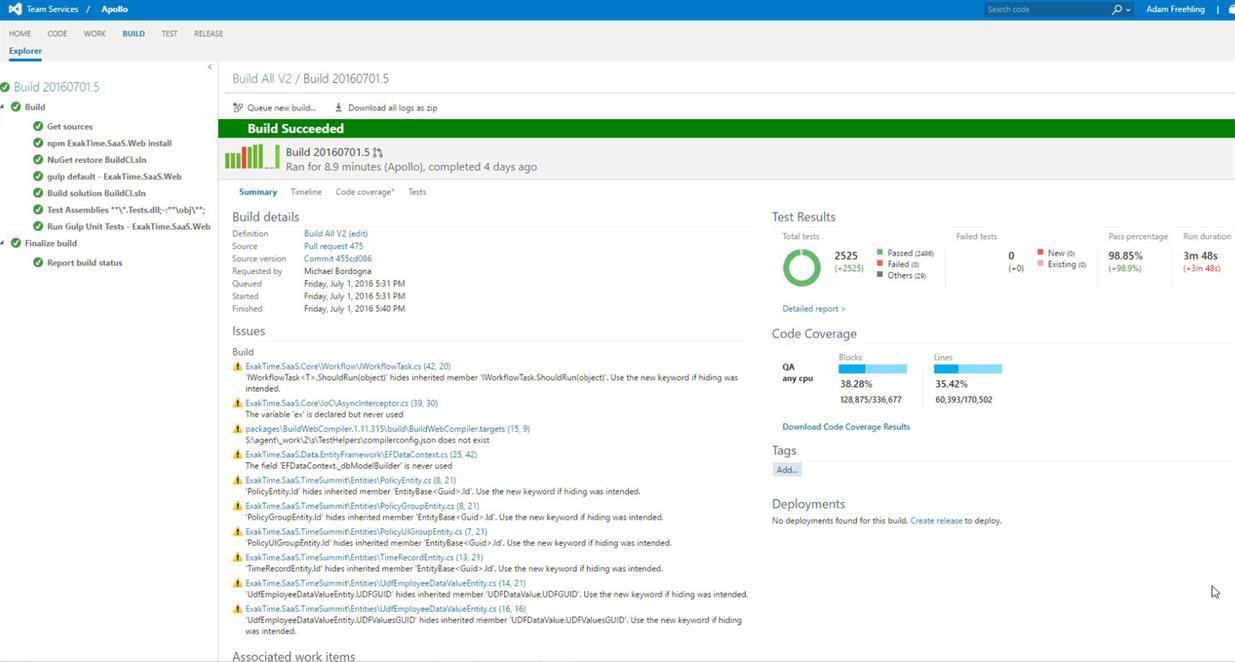 Team Services / Apollo
Search code
Adam Freehling |
HOME CODE WORK BUILD TEST RELEASE
Explorer
Build 20160701.5
Build
Get sources
npm ExakTime.SaaS.Web install
NuGet restore BuildCI.sln
gulp default - ExakTime.SaaS.Web
Build solution BuildCI.sln
Test Assemblies **\*.Tests.dll;-:**\obj\**;
Run Gulp Unit Tests - ExakTime.SaaS.Web
Finalize build
Report build status
Build All V2 / Build 20160701.5
Queue new build... Download all logs as zip
Build Succeeded
Build 20160701.5
Ran for 8.9 minutes (Apollo), completed 4 days ago
Summary Timeline Code coverage* Tests
Build details
Definition Build All V2 (edit)
Source Pull request 475
Source version Commit 455cd086
Requested by Michael Bordogna
Queued Friday, July 1, 2016 5:31 PM
Started Friday, July 1, 2016 5:31 PM
Finished Friday, July 1, 2016 5:40 PM
Issues
Build
ExakTime.SaaS.Core\Workflow\IWorkflowTask.cs (42, 20)
'IWorkflowTask<T>.ShouldRun(object)' hides inherited member 'IWorkflowTask.ShouldRun(object)'. Use the new keyword if hiding was
intended.
ExakTime.SaaS.Core\IoC\AsyncInterceptor.cs (39, 30)
The variable 'ex' is declared but never used
packages\BuildWebCompiler.1.11.315\build\BuildWebCompiler.targets (15, 9)
S:\agent\_work\2\s\TestHelpers\compilerconfig.json does not exist
ExakTime.SaaS.Data.EntityFramework\EFDataContext.cs (25, 42)
The field 'EFDataContext._dbModelBuilder' is never used
ExakTime.SaaS.TimeSummit\Entities\PolicyEntity.cs (8, 21)
'PolicyEntity.Id' hides inherited member 'EntityBase<Guid>.Id'. Use the new keyword if hiding was intended.
ExakTime.SaaS.TimeSummit\Entities\PolicyGroupEntity.cs (8, 21)
'PolicyGroupEntity.Id' hides inherited member 'EntityBase<Guid>.Id'. Use the new keyword if hiding was intended.
ExakTime.SaaS.TimeSummit\Entities\PolicyUIGroupEntity.cs (7, 21)
'PolicyUIGroupEntity.Id' hides inherited member 'EntityBase<Guid>.Id'. Use the new keyword if hiding was intended.
ExakTime.SaaS.TimeSummit\Entities\TimeRecordEntity.cs (13, 21)
'TimeRecordEntity.Id' hides inherited member 'EntityBase<Guid>.Id'. Use the new keyword if hiding was intended.
ExakTime.SaaS.TimeSummit\Entities\UdfEmployeeDataValueEntity.cs (14, 21)
'UdfEmployeeDataValueEntity.UDFGUID' hides inherited member 'UDFDataValue.UDFGUID'. Use the new keyword if hiding was intended.
ExakTime.SaaS.TimeSummit\Entities\UdfEmployeeDataValueEntity.cs (16, 16)
'UdfEmployeeDataValueEntity.UDFValuesGUID' hides inherited member 'UDFDataValue.UDFValuesGUID'. Use the new keyword if hiding
was intended.
Associated work items
Test Results
Total tests Failed tests Pass percentage Run duration
2525 Passed (2496) 0 New (0) 98.85% 3m 48s
(+2525) Failed (0) (+0) Existing (0) (+98.9%) (+3m 48s)
Others (29)
Detailed report >
Code Coverage
Blocks Lines
QA
any cpu
38.28% 35.42%
128,875/336,677 60,393/170,502
Download Code Coverage Results
Tags
Add...
Deployments
No deployments found for this build. Create release to deploy.